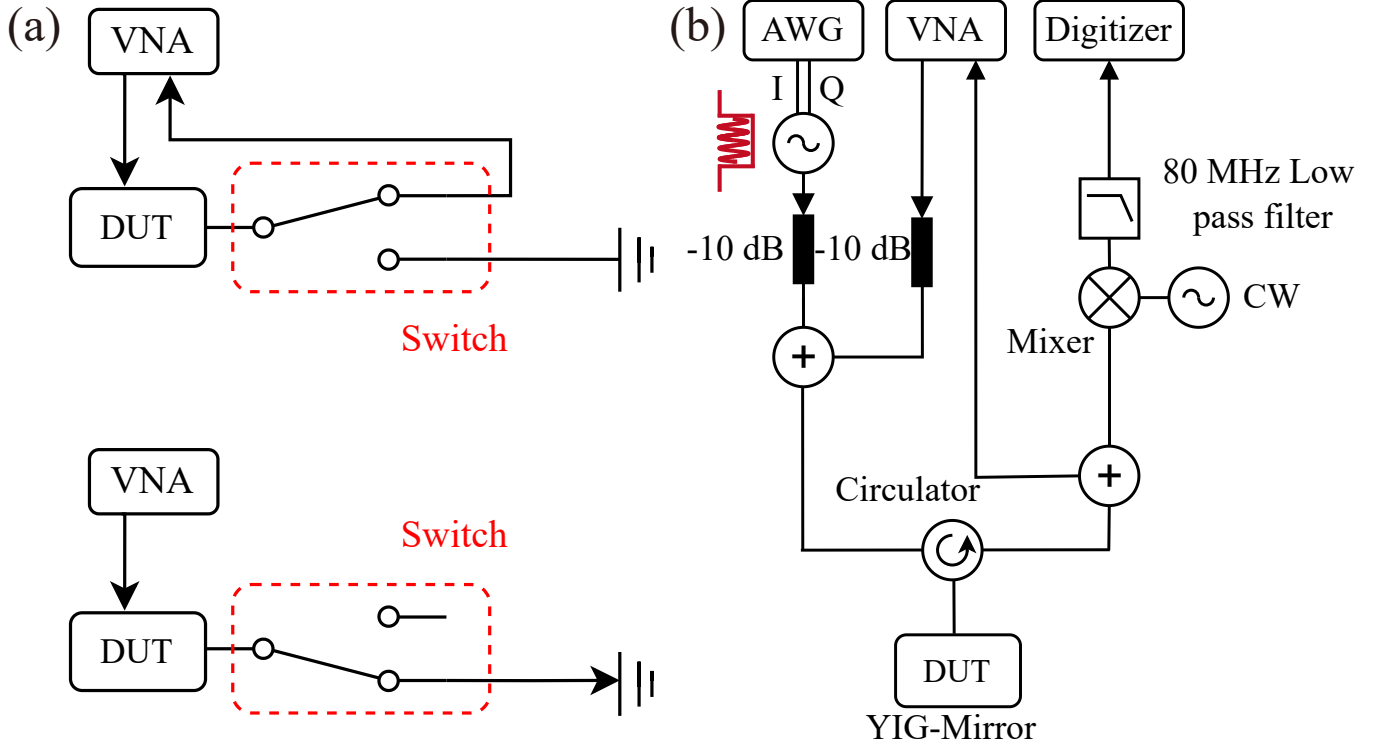 (a)
VNA
DUT
Switch
VNA
Switch
DUT
(b)
AWG
VNA
Digitizer
I
Q
80 MHz Low
pass filter
-10 dB
-10 dB
CW
Mixer
+
+
Circulator
DUT
YIG-Mirror